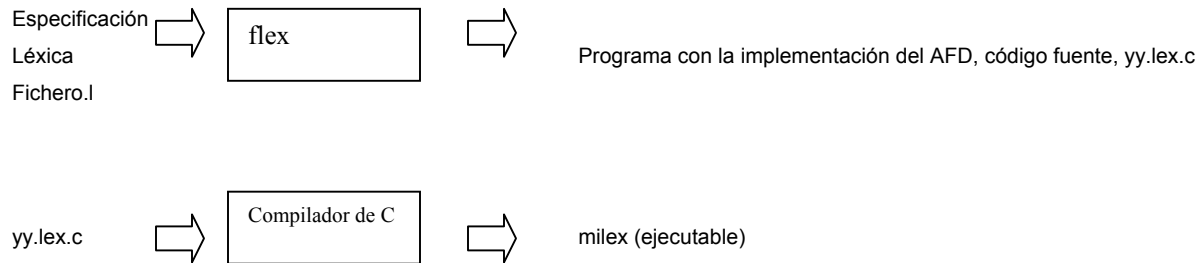 Especificación
Léxica
Fichero.l
flex
Programa con la implementación del AFD, código fuente, yy.lex.c
yy.lex.c
Compilador de C
milex (ejecutable)